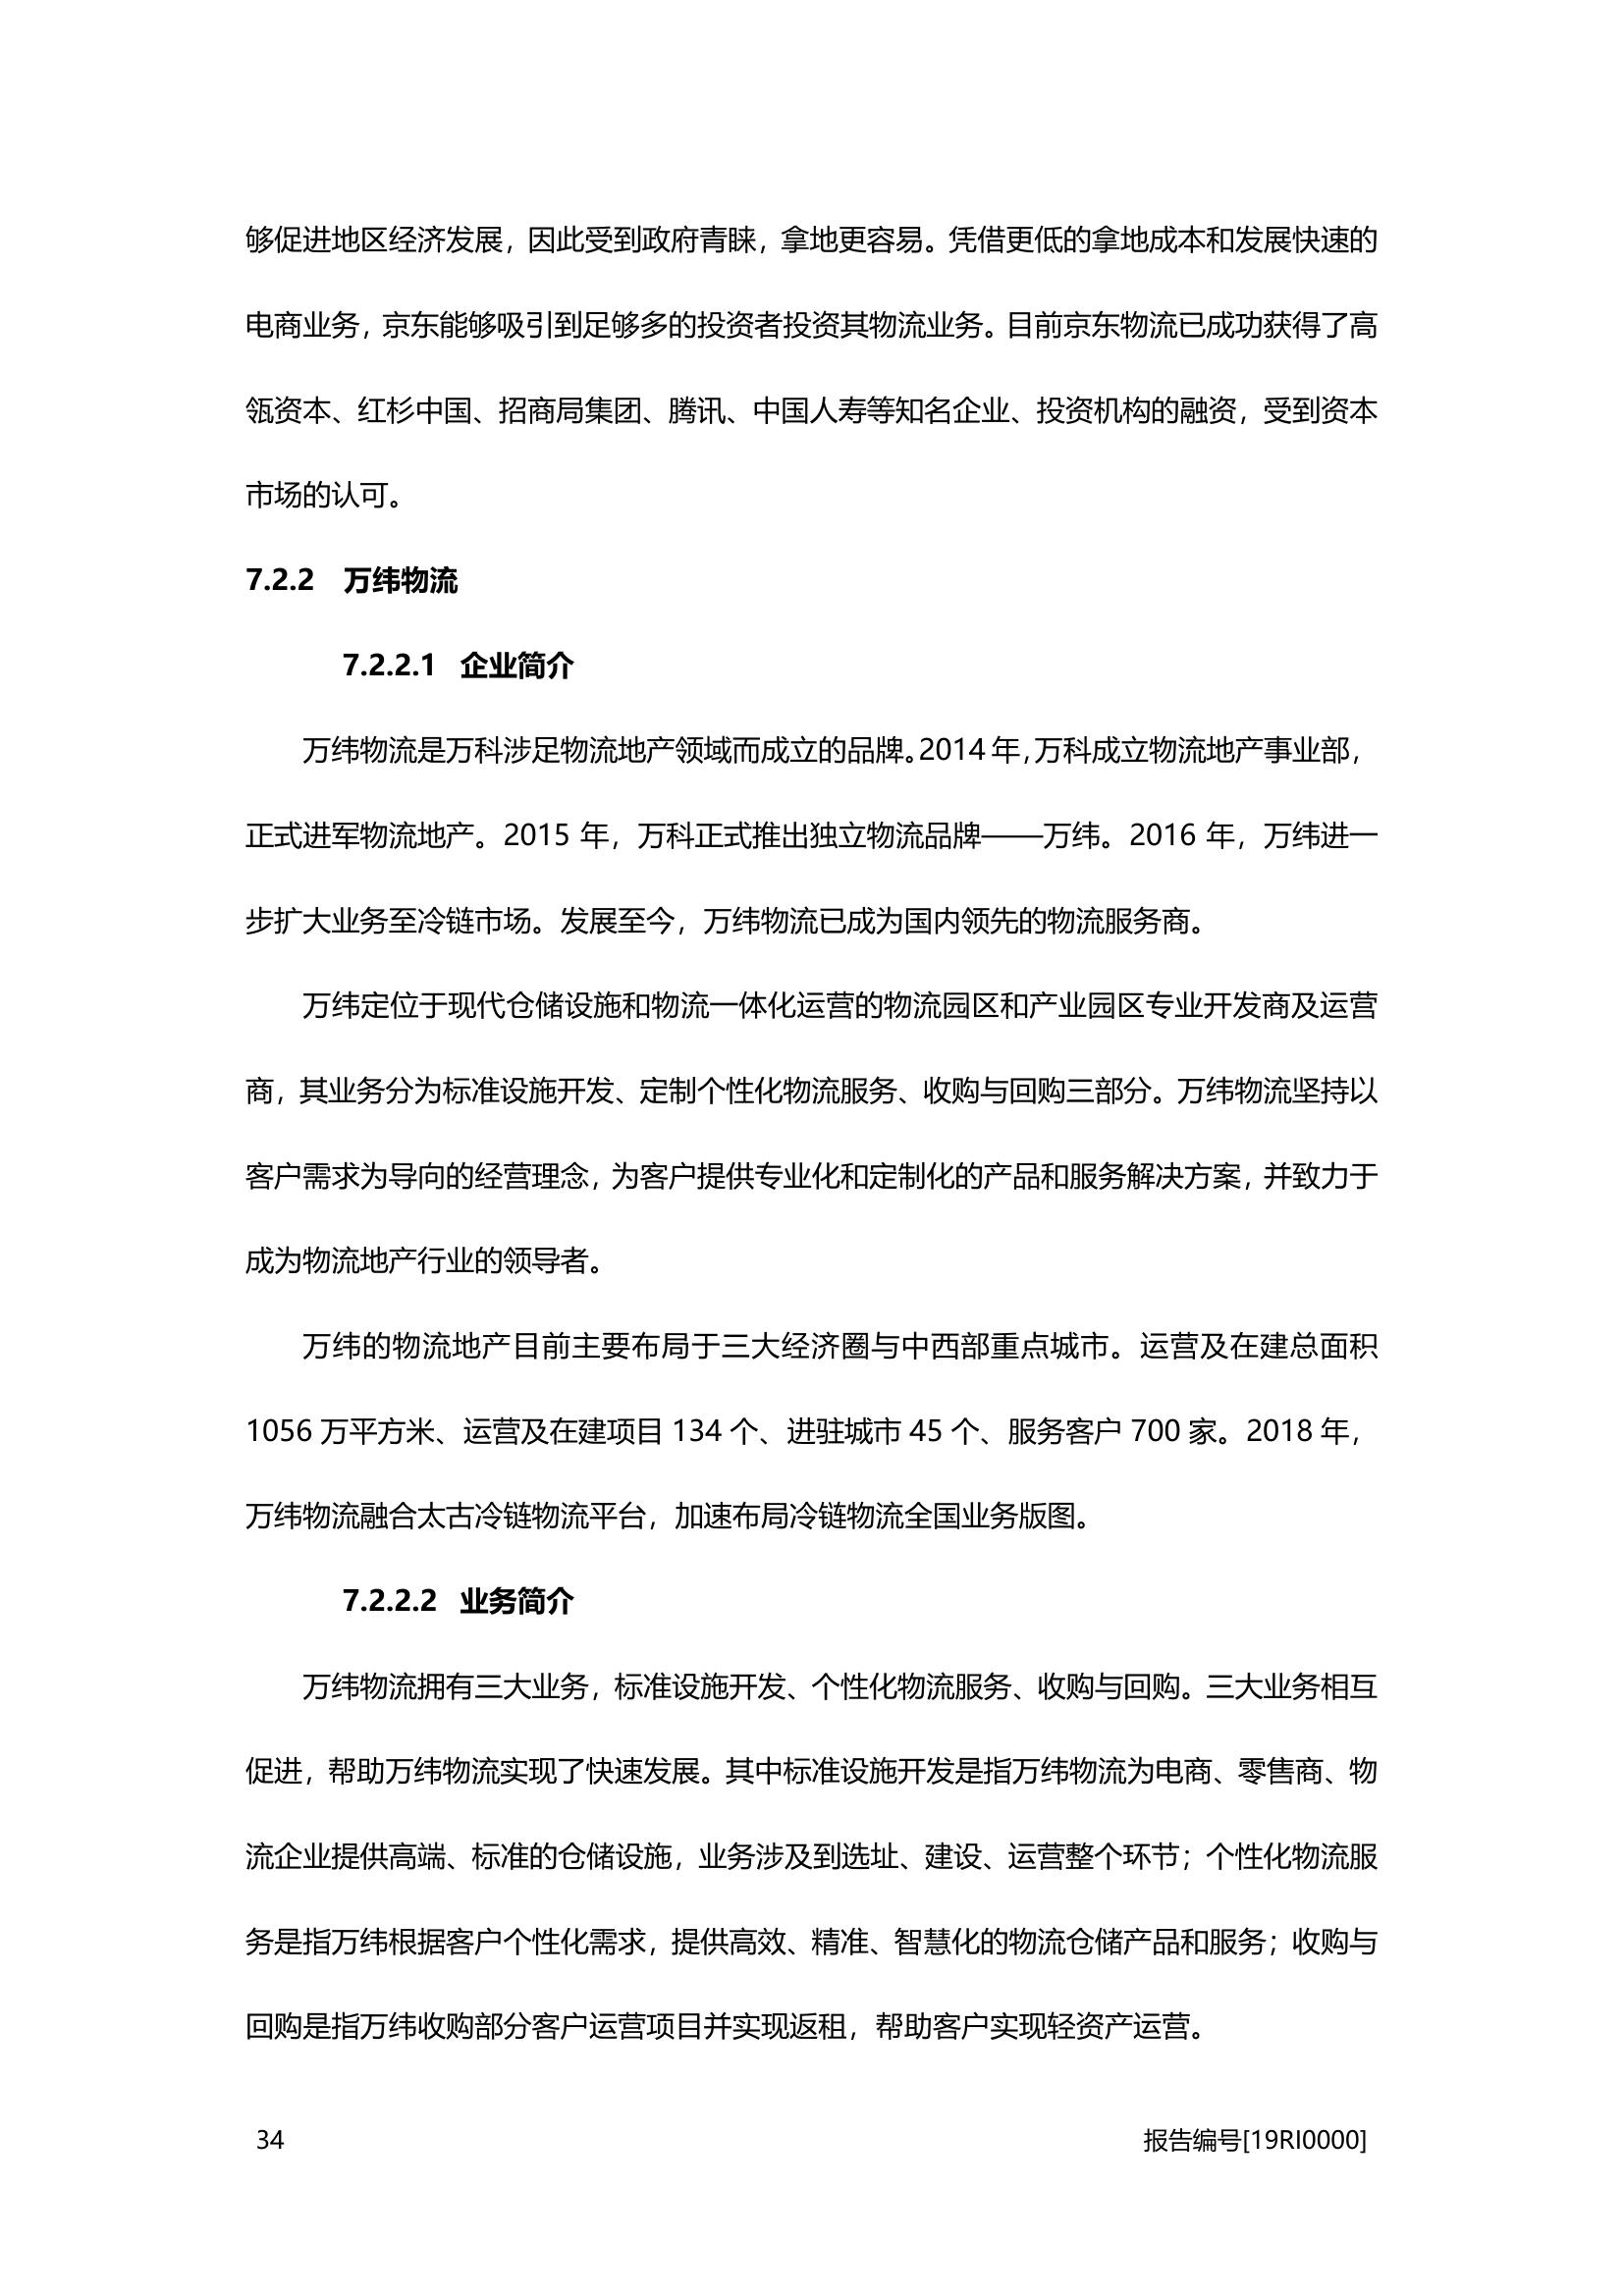 够促进地区经济发展，因此受到政府青睐，拿地更容易。凭借更低的拿地成本和发展快速的
电商业务，京东能够吸引到足够多的投资者投资其物流业务。目前京东物流已成功获得了高
瓴资本、红杉中国、招商局集团、腾讯、中国人寿等知名企业、投资机构的融资，受到资本
市场的认可。
7.2.2 万纬物流
7.2.2.1 企业简介
万纬物流是万科涉足物流地产领域而成立的品牌。2014 年，万科成立物流地产事业部，
正式进军物流地产。2015 年，万科正式推出独立物流品牌——万纬。2016 年，万纬进一
步扩大业务至冷链市场。发展至今，万纬物流已成为国内领先的物流服务商。
万纬定位于现代仓储设施和物流一体化运营的物流园区和产业园区专业开发商及运营
商，其业务分为标准设施开发、定制个性化物流服务、收购与回购三部分。万纬物流坚持以
客户需求为导向的经营理念，为客户提供专业化和定制化的产品和服务解决方案，并致力于
成为物流地产行业的领导者。
万纬的物流地产目前主要布局于三大经济圈与中西部重点城市。运营及在建总面积
1056 万平方米、运营及在建项目 134 个、进驻城市 45 个、服务客户 700 家。2018 年，
万纬物流融合太古冷链物流平台，加速布局冷链物流全国业务版图。
7.2.2.2 业务简介
万纬物流拥有三大业务，标准设施开发、个性化物流服务、收购与回购。三大业务相互
促进，帮助万纬物流实现了快速发展。其中标准设施开发是指万纬物流为电商、零售商、物
流企业提供高端、标准的仓储设施，业务涉及到选址、建设、运营整个环节；个性化物流服
务是指万纬根据客户个性化需求，提供高效、精准、智慧化的物流仓储产品和服务；收购与
回购是指万纬收购部分客户运营项目并实现返租，帮助客户实现轻资产运营。
34 报告编号[19RI0000]